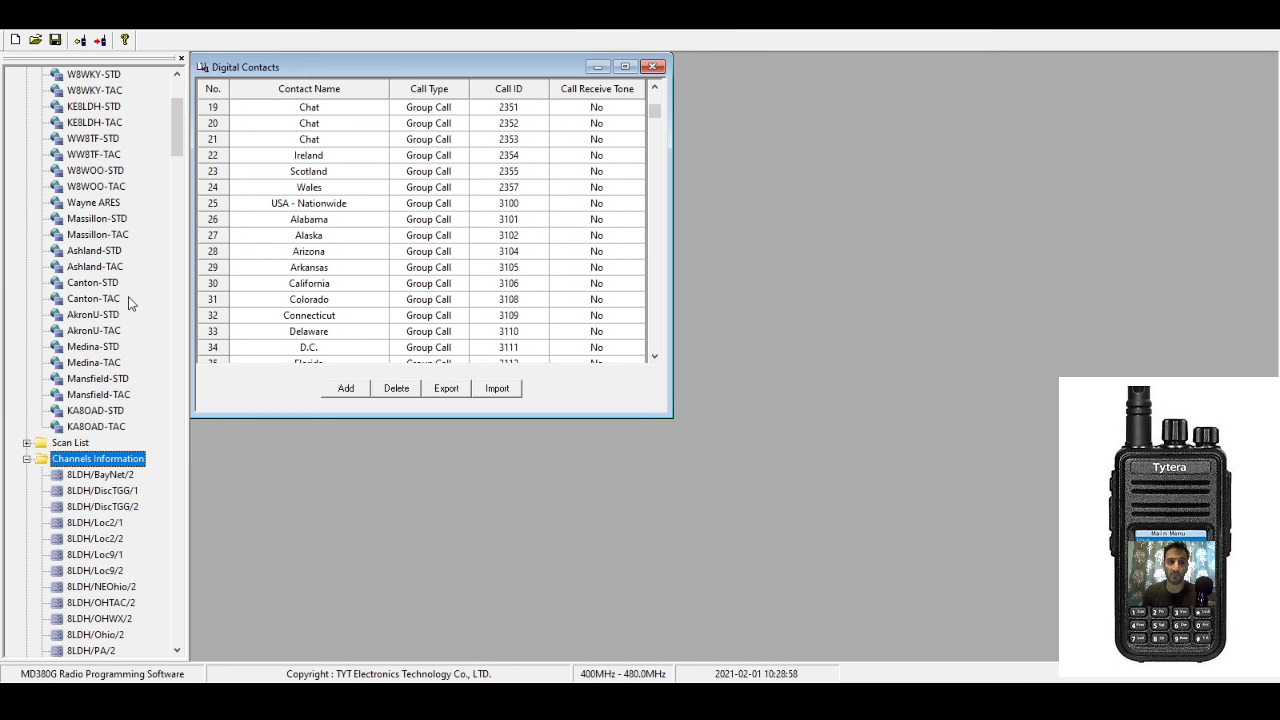 W8WKY-STD
W8WKY-TAC
KE8LDH-STD
KE8LDH-TAC
WW8TF-STD
WW8TF-TAC
W8WOO-STD
W8WOO-TAC
Wayne ARES
Massillon-STD
Massillon-TAC
Ashland-STD
Ashland-TAC
Canton-STD
Canton-TAC
AkronU-STD
AkronU-TAC
Medina-STD
Medina-TAC
Mansfield-STD
Mansfield-TAC
KA8OAD-STD
KA8OAD-TAC
Scan List
Channels Information
8LDH/BayNet/2
8LDH/DiscTGG/1
8LDH/DiscTGG/2
8LDH/Loc2/1
8LDH/Loc2/2
8LDH/Loc9/1
8LDH/Loc9/2
8LDH/NEOhio/2
8LDH/OHTAC/2
8LDH/OHWX/2
8LDH/Ohio/2
8LDH/PA/2
Digital Contacts
No. Contact Name Call Type Call ID Call Receive Tone
19 Chat Group Call 2351 No
20 Chat Group Call 2352 No
21 Chat Group Call 2353 No
22 Ireland Group Call 2354 No
23 Scotland Group Call 2355 No
24 Wales Group Call 2357 No
25 USA - Nationwide Group Call 3100 No
26 Alabama Group Call 3101 No
27 Alaska Group Call 3102 No
28 Arizona Group Call 3104 No
29 Arkansas Group Call 3105 No
30 California Group Call 3106 No
31 Colorado Group Call 3108 No
32 Connecticut Group Call 3109 No
33 Delaware Group Call 3110 No
34 D.C. Group Call 3111 No
Add Delete Export Import
Tytera
Main Menu
MD380G Radio Programming Software Copyright : TYT Electronics Technology Co., LTD. 400MHz - 480.0MHz 2021-02-01 10:28:58